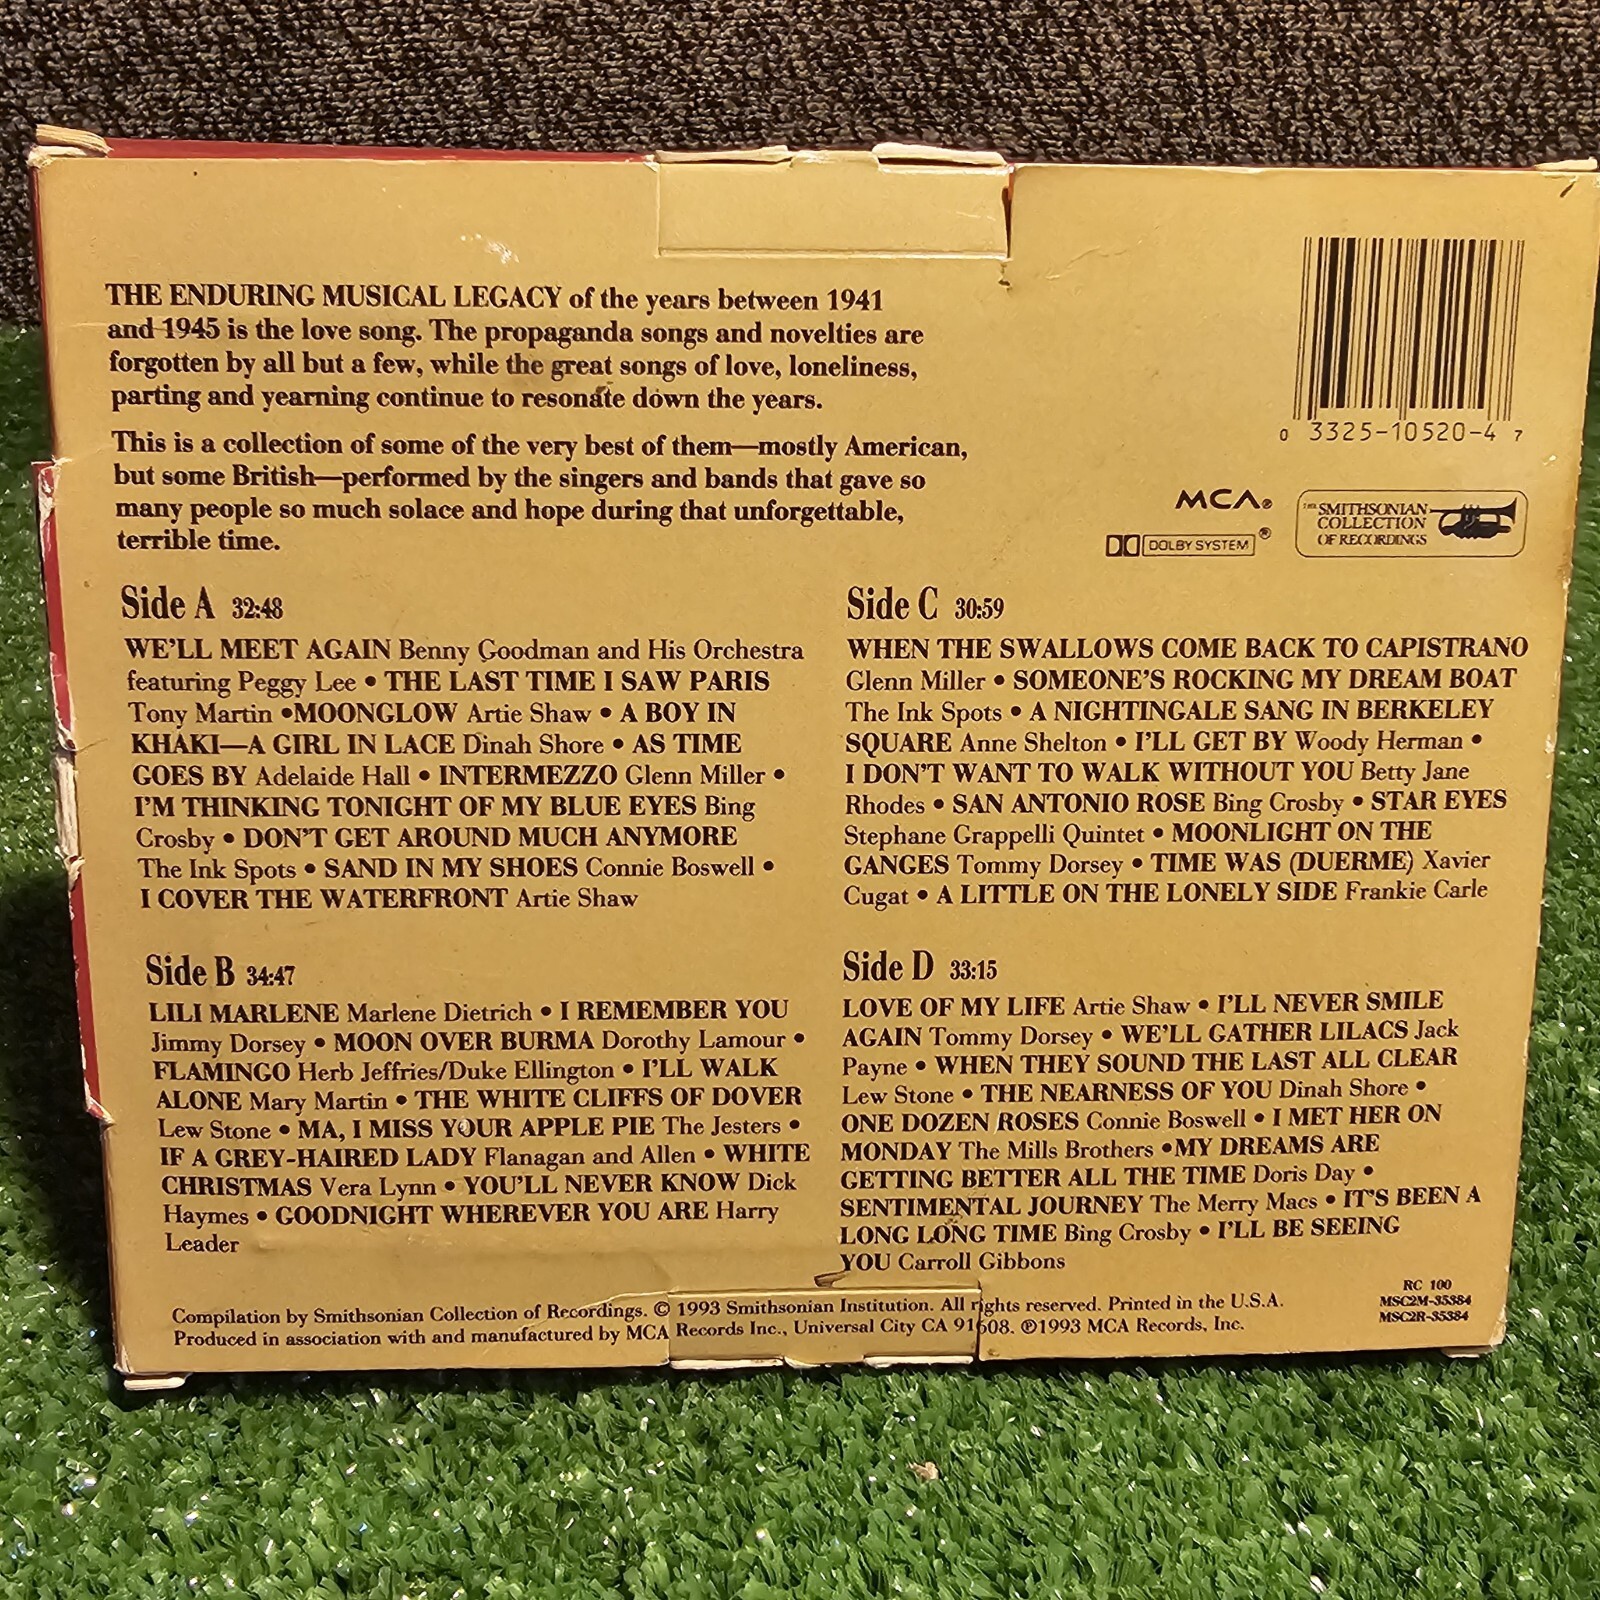 THE ENDURING MUSICAL LEGACY of the years between 1941
and 1945 is the love song. The propaganda songs and novelties are
forgotten by all but a few, while the great songs of love, loneliness,
parting and yearning continue to resonate down the years.
This is a collection of some of the very best of them—mostly American,
but some British—performed by the singers and bands that gave so
many people so much solace and hope during that unforgettable,
terrible time.
0 3325-10520-4 7
MCA®
DOLBY SYSTEM ®
THE SMITHSONIAN
COLLECTION
OF RECORDINGS
Side A 32:48
WE'LL MEET AGAIN Benny Goodman and His Orchestra
featuring Peggy Lee • THE LAST TIME I SAW PARIS
Tony Martin •MOONGLOW Artie Shaw • A BOY IN
KHAKI—A GIRL IN LACE Dinah Shore • AS TIME
GOES BY Adelaide Hall • INTERMEZZO Glenn Miller •
I'M THINKING TONIGHT OF MY BLUE EYES Bing
Crosby • DON'T GET AROUND MUCH ANYMORE
The Ink Spots • SAND IN MY SHOES Connie Boswell •
I COVER THE WATERFRONT Artie Shaw
Side B 34:47
LILI MARLENE Marlene Dietrich • I REMEMBER YOU
Jimmy Dorsey • MOON OVER BURMA Dorothy Lamour •
FLAMINGO Herb Jeffries/Duke Ellington • I'LL WALK
ALONE Mary Martin • THE WHITE CLIFFS OF DOVER
Lew Stone • MA, I MISS YOUR APPLE PIE The Jesters •
IF A GREY-HAIRED LADY Flanagan and Allen • WHITE
CHRISTMAS Vera Lynn • YOU'LL NEVER KNOW Dick
Haymes • GOODNIGHT WHEREVER YOU ARE Harry
Leader
Side C 30:59
WHEN THE SWALLOWS COME BACK TO CAPISTRANO
Glenn Miller • SOMEONE'S ROCKING MY DREAM BOAT
The Ink Spots • A NIGHTINGALE SANG IN BERKELEY
SQUARE Anne Shelton • I'LL GET BY Woody Herman •
I DON'T WANT TO WALK WITHOUT YOU Betty Jane
Rhodes • SAN ANTONIO ROSE Bing Crosby • STAR EYES
Stephane Grappelli Quintet • MOONLIGHT ON THE
GANGES Tommy Dorsey • TIME WAS (DUERME) Xavier
Cugat • A LITTLE ON THE LONELY SIDE Frankie Carle
Side D 33:15
LOVE OF MY LIFE Artie Shaw • I'LL NEVER SMILE
AGAIN Tommy Dorsey • WE'LL GATHER LILACS Jack
Payne • WHEN THEY SOUND THE LAST ALL CLEAR
Lew Stone • THE NEARNESS OF YOU Dinah Shore •
ONE DOZEN ROSES Connie Boswell • I MET HER ON
MONDAY The Mills Brothers •MY DREAMS ARE
GETTING BETTER ALL THE TIME Doris Day •
SENTIMENTAL JOURNEY The Merry Macs • IT'S BEEN A
LONG LONG TIME Bing Crosby • I'LL BE SEEING
YOU Carroll Gibbons
RC 100
MSC2M-35384
MSC2R-35384
Compilation by Smithsonian Collection of Recordings. © 1993 Smithsonian Institution. All rights reserved. Printed in the U.S.A.
Produced in association with and manufactured by MCA Records Inc., Universal City CA 91608. ℗1993 MCA Records, Inc.